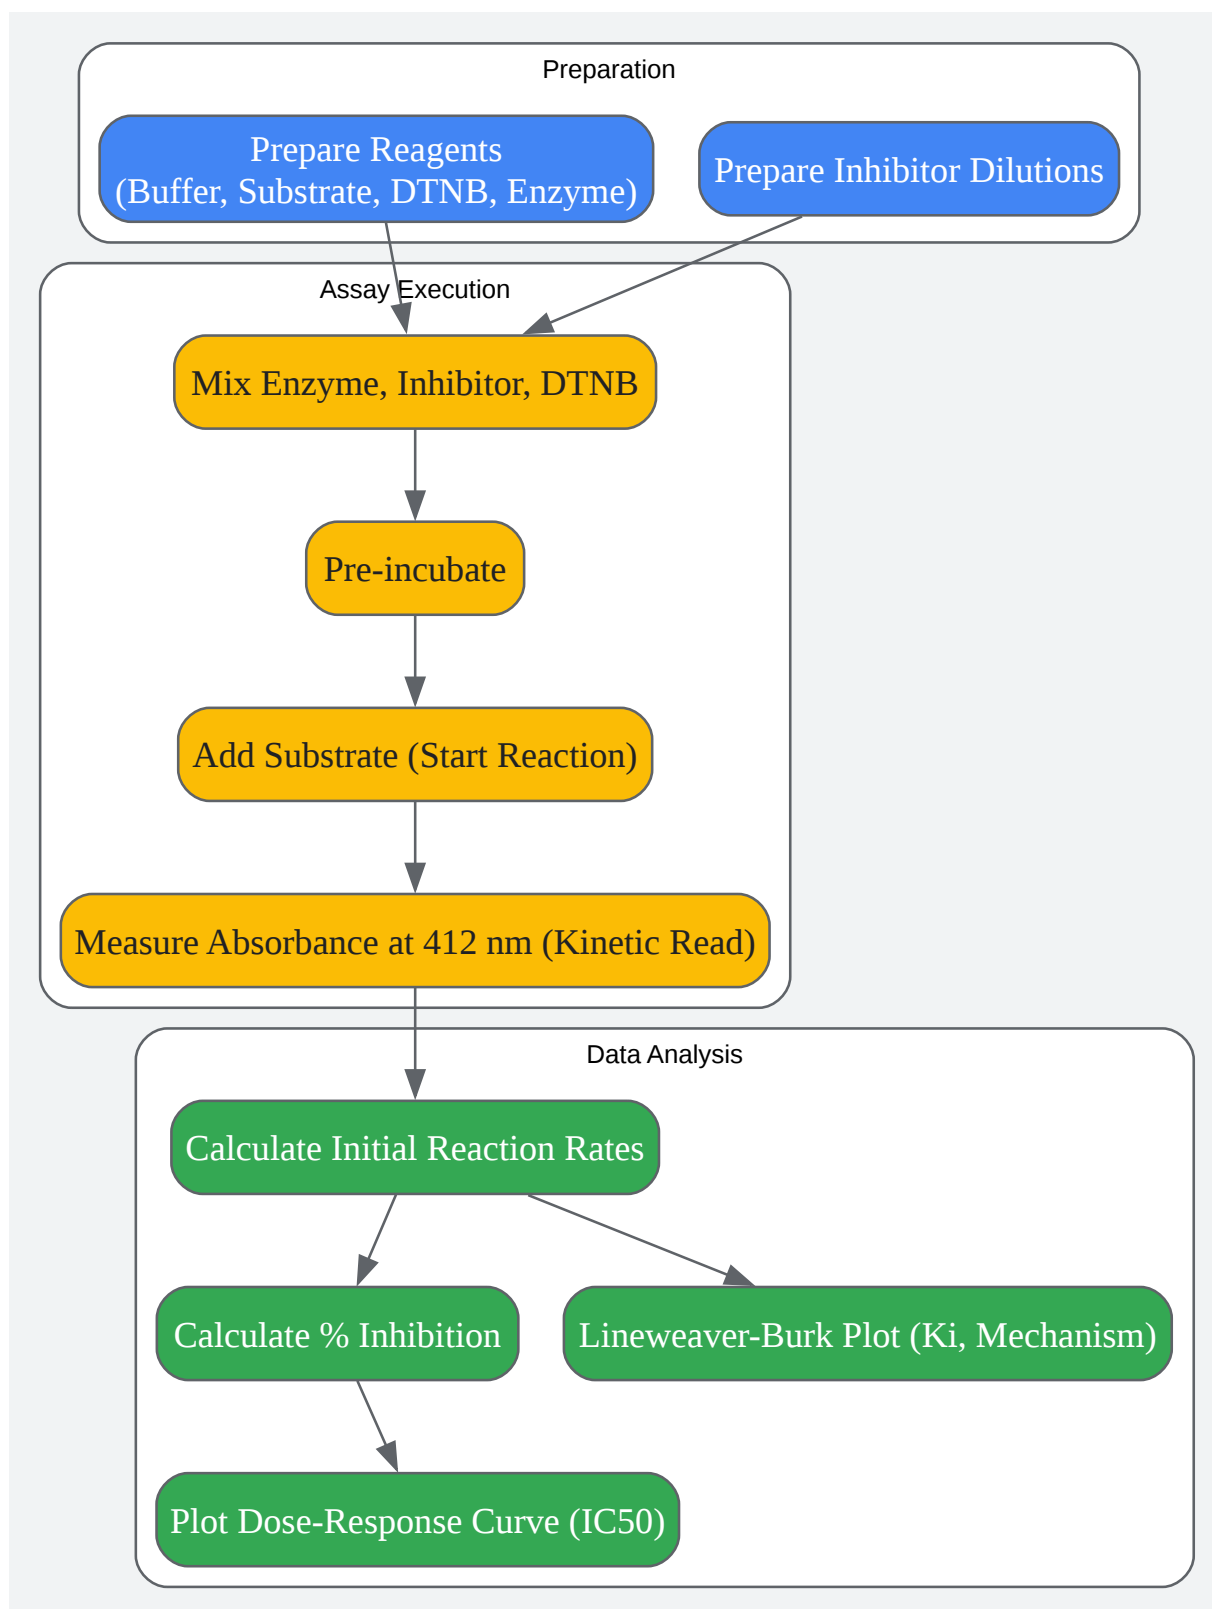 Preparation
Prepare Reagents
(Buffer, Substrate, DTNB, Enzyme)
Prepare Inhibitor Dilutions
Assay Execution
Mix Enzyme, Inhibitor, DTNB
Pre-incubate
Add Substrate (Start Reaction)
Measure Absorbance at 412 nm (Kinetic Read)
Data Analysis
Calculate Initial Reaction Rates
Calculate % Inhibition
Lineweaver-Burk Plot (Ki, Mechanism)
Plot Dose-Response Curve (IC50)